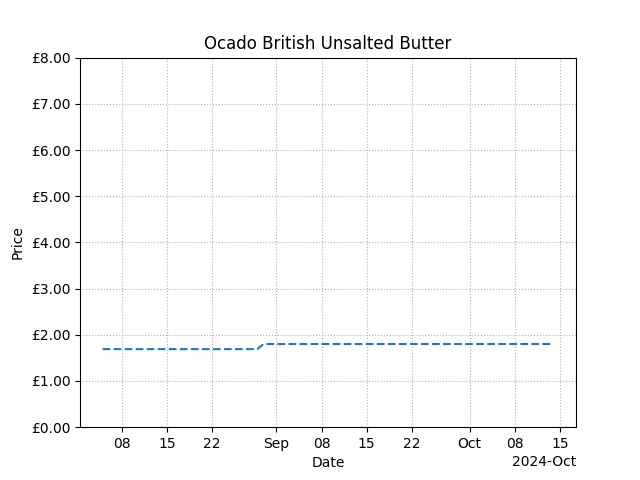 Ocado British Unsalted Butter
£8.00
£7.00
£6.00
£5.00
£4.00
£3.00
£2.00
£1.00
£0.00
Price
08 15 22 Sep 08 15 22 Oct 08 15
Date
2024-Oct